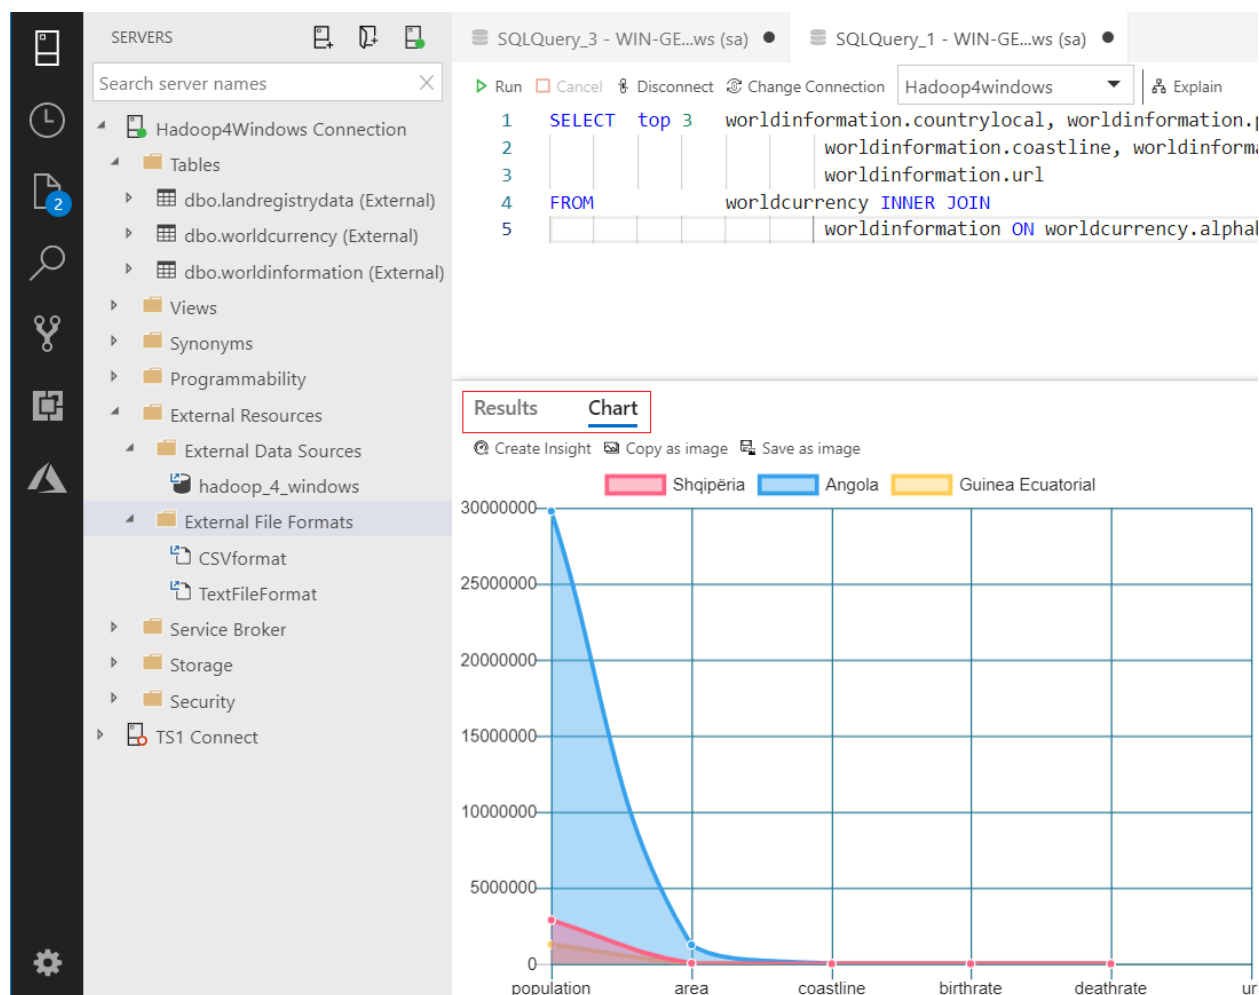 SERVERS
Search server names
Hadoop4Windows Connection
Tables
dbo.landregistrydata (External)
dbo.worldcurrency (External)
dbo.worldinformation (External)
Views
Synonyms
Programmability
External Resources
External Data Sources
hadoop_4_windows
External File Formats
CSVformat
TextFileFormat
Service Broker
Storage
Security
TS1 Connect
2
SQLQuery_3 - WIN-GE...ws (sa)
SQLQuery_1 - WIN-GE...ws (sa)
Run Cancel Disconnect Change Connection Hadoop4windows Explain
1 SELECT top 3 worldinformation.countrylocal, worldinformation.
2 worldinformation.coastline,
3 worldinformation.url
4 FROM worldcurrency INNER JOIN
5 worldinformation ON
Results Chart
Create Insight Copy as image Save as image
Shqipëria Angola Guinea Ecuatorial
30000000
25000000
20000000
15000000
10000000
5000000
0
population area coastline birthrate deathrate